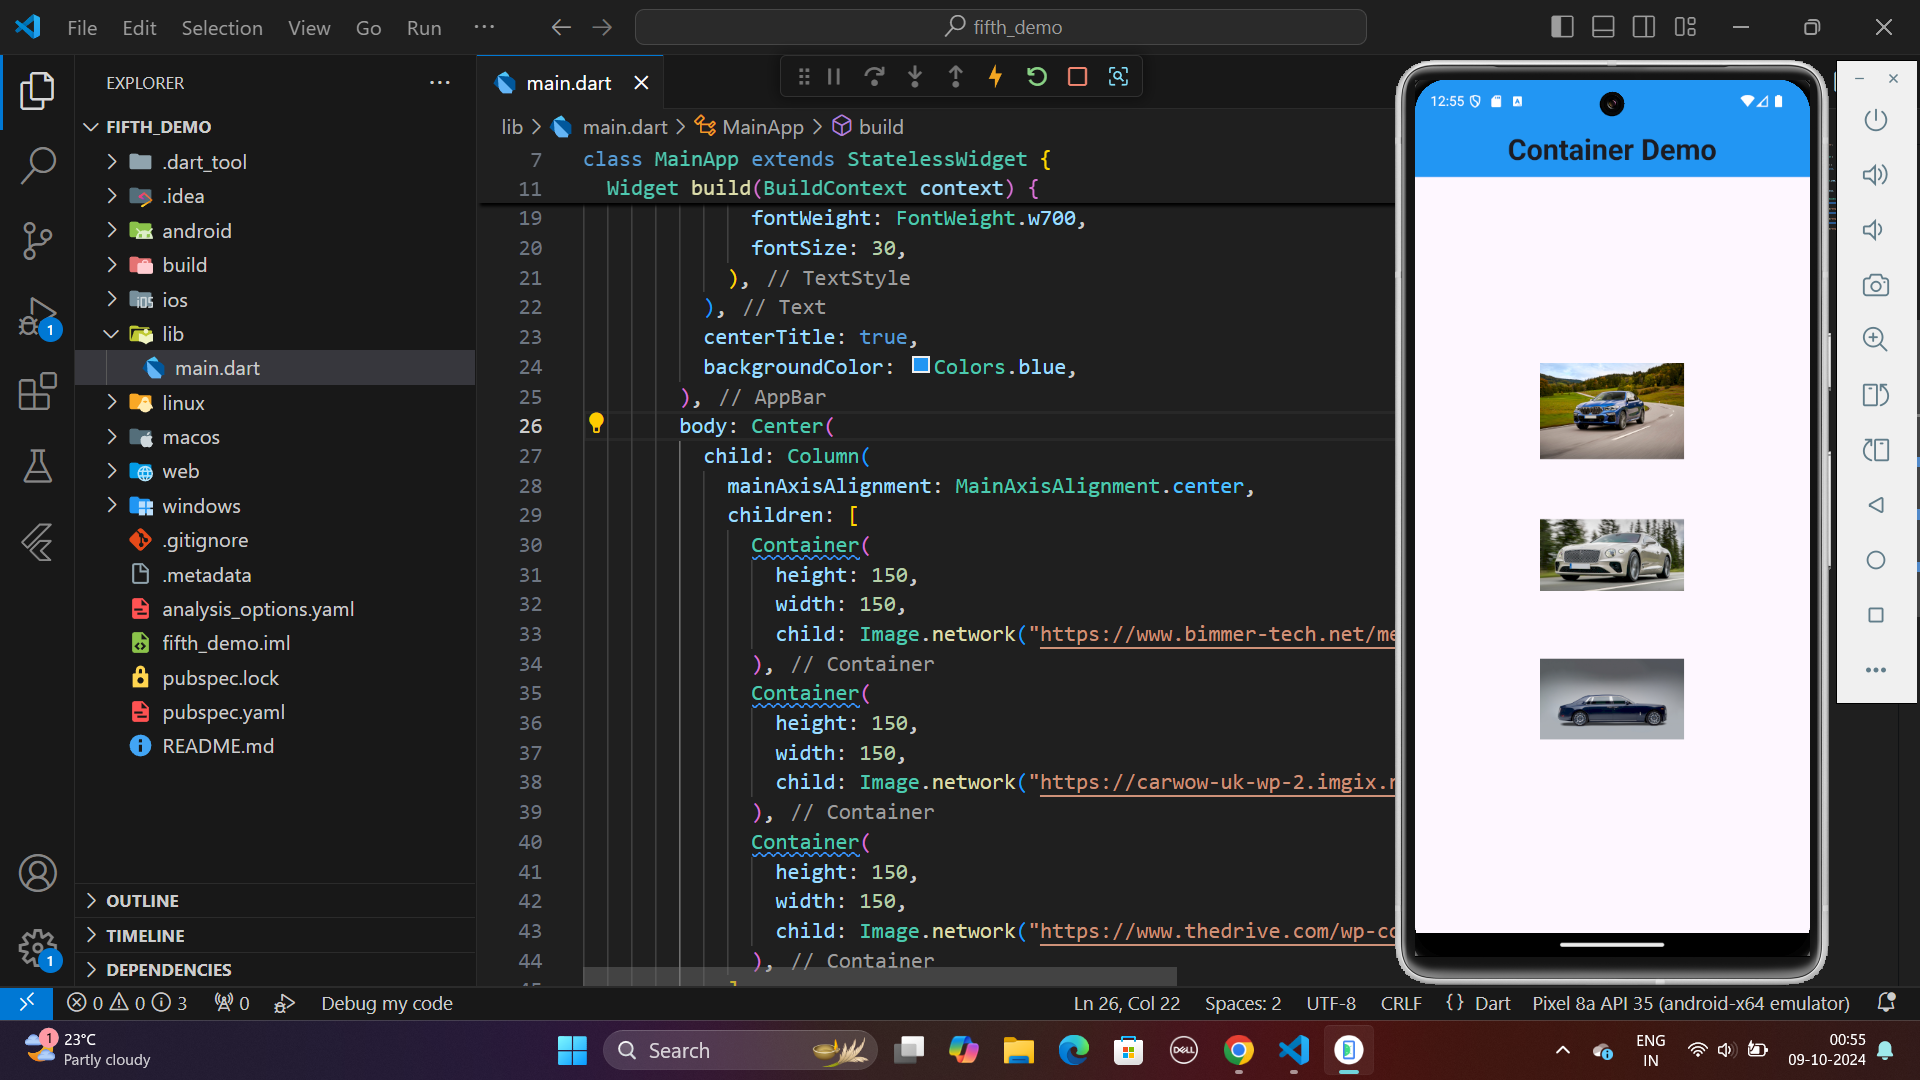 File Edit Selection View Go Run ···
fifth_demo
EXPLORER ···
FIFTH_DEMO
.dart_tool
.idea
android
build
ios
lib
main.dart
linux
macos
web
windows
.gitignore
.metadata
analysis_options.yaml
fifth_demo.iml
pubspec.lock
pubspec.yaml
README.md
OUTLINE
TIMELINE
DEPENDENCIES
1
1
main.dart
lib > main.dart > MainApp > build
7 class MainApp extends StatelessWidget {
11 Widget build(BuildContext context) {
19 fontWeight: FontWeight.w700,
20 fontSize: 30,
21 ), // TextStyle
22 ), // Text
23 centerTitle: true,
24 backgroundColor: Colors.blue,
25 ), // AppBar
26 body: Center(
27 child: Column(
28 mainAxisAlignment: MainAxisAlignment.center,
29 children: [
30 Container(
31 height: 150,
32 width: 150,
33 child: Image.network("https://www.bimmer-tech.net/me
34 ), // Container
35 Container(
36 height: 150,
37 width: 150,
38 child: Image.network("https://carwow-uk-wp-2.imgix.n
39 ), // Container
40 Container(
41 height: 150,
42 width: 150,
43 child: Image.network("https://www.thedrive.com/wp-co
44 ), // Container
12:55
Container Demo
0 0 3 0 Debug my code Ln 26, Col 22 Spaces: 2 UTF-8 CRLF {} Dart Pixel 8a API 35 (android-x64 emulator)
1
23°C
Partly cloudy
Search
DELL
ENG
IN
00:55
09-10-2024